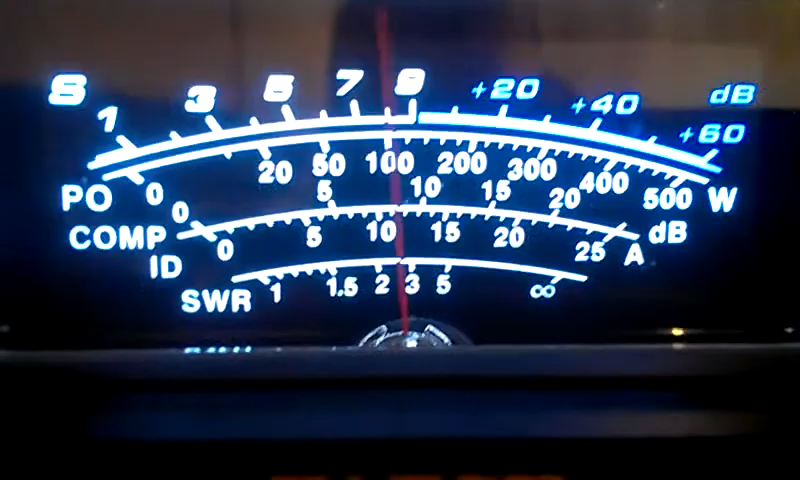 S 1 3 5 7 9 +20 +40 +60 dB
PO 0 20 50 100 200 300 400 500 W
COMP 0 5 10 15 20 dB
ID 0 5 10 15 20 25 A
SWR 1 1.5 2 3 5 ∞